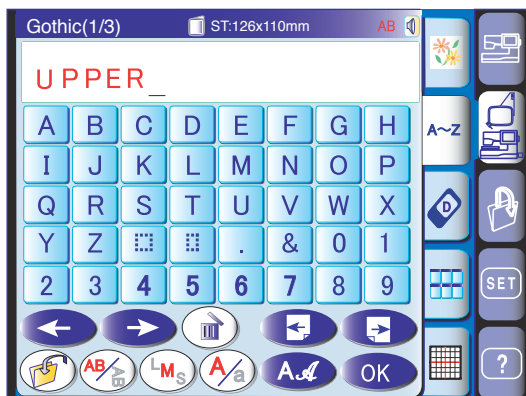 Gothic(1/3) ST:126x110mm AB
UPPER_
A B C D E F G H
A~Z
I J K L M N O P
Q R S T U V W X
D
Y Z . & 0 1
2 3 4 5 6 7 8 9
SET
AB/AB L M S A/a A A OK
?